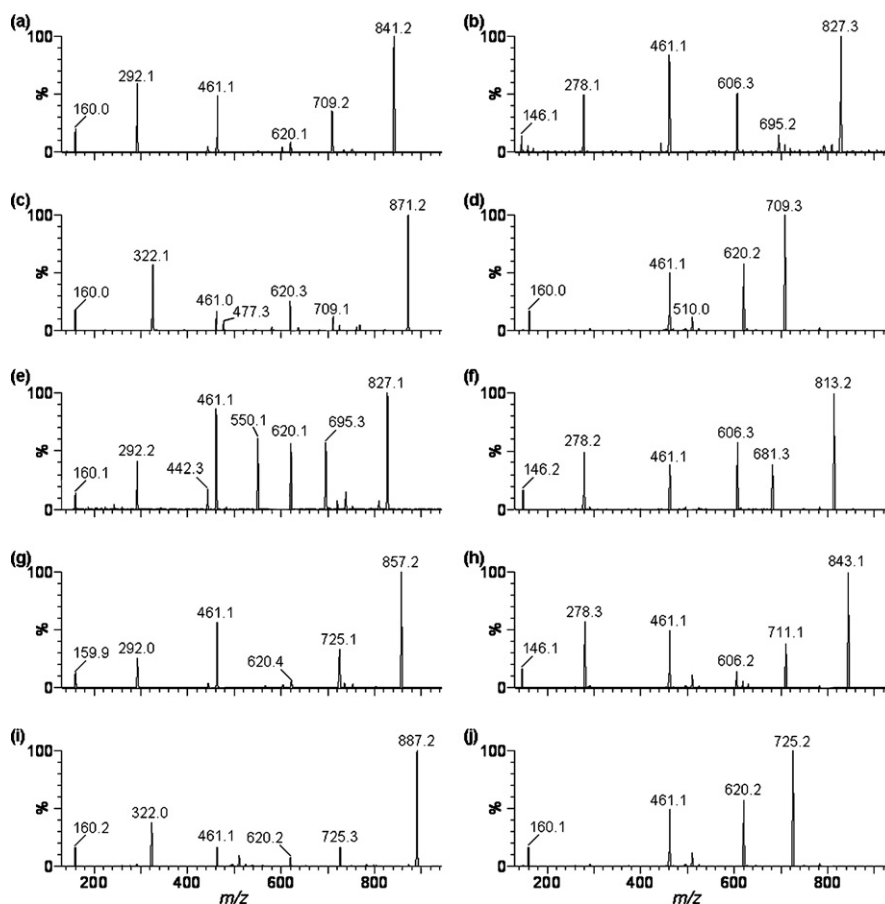 (a) 100 % 0 160.0 292.1 461.1 620.1 709.2 841.2
(b) 100 % 0 146.1 278.1 461.1 606.3 695.2 827.3
(c) 100 % 0 160.0 322.1 461.0 477.3 620.3 709.1 871.2
(d) 100 % 0 160.0 461.1 510.0 620.2 709.3
(e) 100 % 0 160.1 292.2 442.3 461.1 550.1 620.1 695.3 827.1
(f) 100 % 0 146.2 278.2 461.1 606.3 681.3 813.2
(g) 100 % 0 159.9 292.0 461.1 620.4 725.1 857.2
(h) 100 % 0 146.1 278.3 461.1 606.2 711.1 843.1
(i) 100 % 0 160.2 322.0 461.1 620.2 725.3 887.2
200 400 600 800
m/z
(j) 100 % 0 160.1 461.1 620.2 725.2
200 400 600 800
m/z